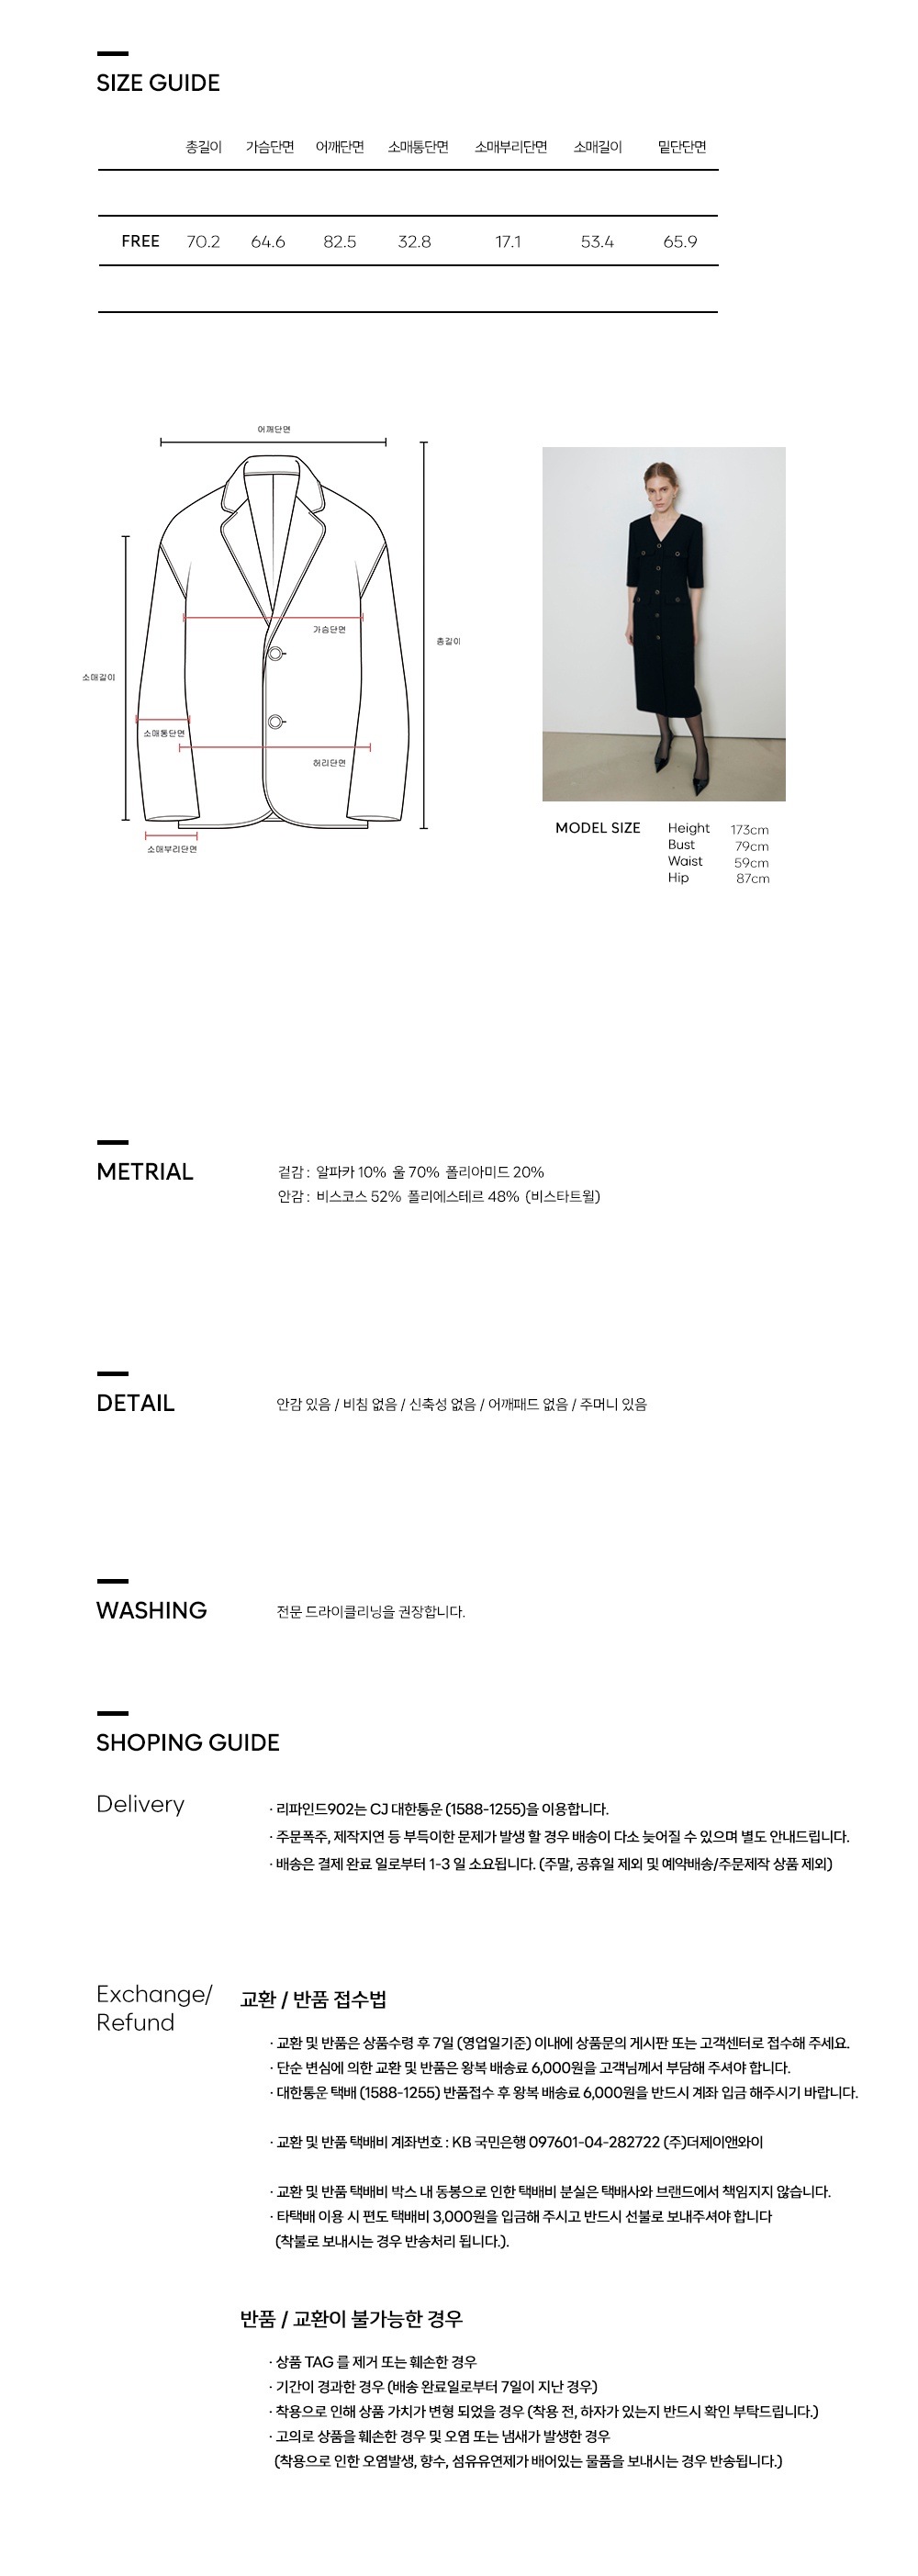 SIZE GUIDE
총길이 가슴단면 어깨단면 소매통단면 소매부리단면 소매길이 밑단단면
FREE 70.2 64.6 82.5 32.8 17.1 53.4 65.9
어깨단면
가슴단면
총길이
소매길이
소매통단면
허리단면
소매부리단면
MODEL SIZE
Height 173cm
Bust 79cm
Waist 59cm
Hip 87cm
METRIAL
겉감 : 알파카 10% 울 70% 폴리아미드 20%
안감 : 비스코스 52% 폴리에스테르 48% (비스타트윌)
DETAIL
안감 있음 / 비침 없음 / 신축성 없음 / 어깨패드 없음 / 주머니 있음
WASHING
전문 드라이클리닝을 권장합니다.
SHOPING GUIDE
Delivery
· 리파인드902는 CJ 대한통운 (1588-1255)을 이용합니다.
· 주문폭주, 제작지연 등 부득이한 문제가 발생 할 경우 배송이 다소 늦어질 수 있으며 별도 안내드립니다.
· 배송은 결제 완료 일로부터 1-3 일 소요됩니다. (주말, 공휴일 제외 및 예약배송/주문제작 상품 제외)
Exchange/
Refund
교환 / 반품 접수법
· 교환 및 반품은 상품수령 후 7일 (영업일기준) 이내에 상품문의 게시판 또는 고객센터로 접수해 주세요.
· 단순 변심에 의한 교환 및 반품은 왕복 배송료 6,000원을 고객님께서 부담해 주셔야 합니다.
· 대한통운 택배 (1588-1255) 반품접수 후 왕복 배송료 6,000원을 반드시 계좌 입금 해주시기 바랍니다.
· 교환 및 반품 택배비 계좌번호 : KB 국민은행 097601-04-282722 (주)더제이앤와이
· 교환 및 반품 택배비 박스 내 동봉으로 인한 택배비 분실은 택배사와 브랜드에서 책임지지 않습니다.
· 타택배 이용 시 편도 택배비 3,000원을 입금해 주시고 반드시 선불로 보내주셔야 합니다
(착불로 보내시는 경우 반송처리 됩니다.).
반품 / 교환이 불가능한 경우
· 상품 TAG 를 제거 또는 훼손한 경우
· 기간이 경과한 경우 (배송 완료일로부터 7일이 지난 경우)
· 착용으로 인해 상품 가치가 변형 되었을 경우 (착용 전, 하자가 있는지 반드시 확인 부탁드립니다.)
· 고의로 상품을 훼손한 경우 및 오염 또는 냄새가 발생한 경우
(착용으로 인한 오염발생, 향수, 섬유유연제가 배어있는 물품을 보내시는 경우 반송됩니다.)